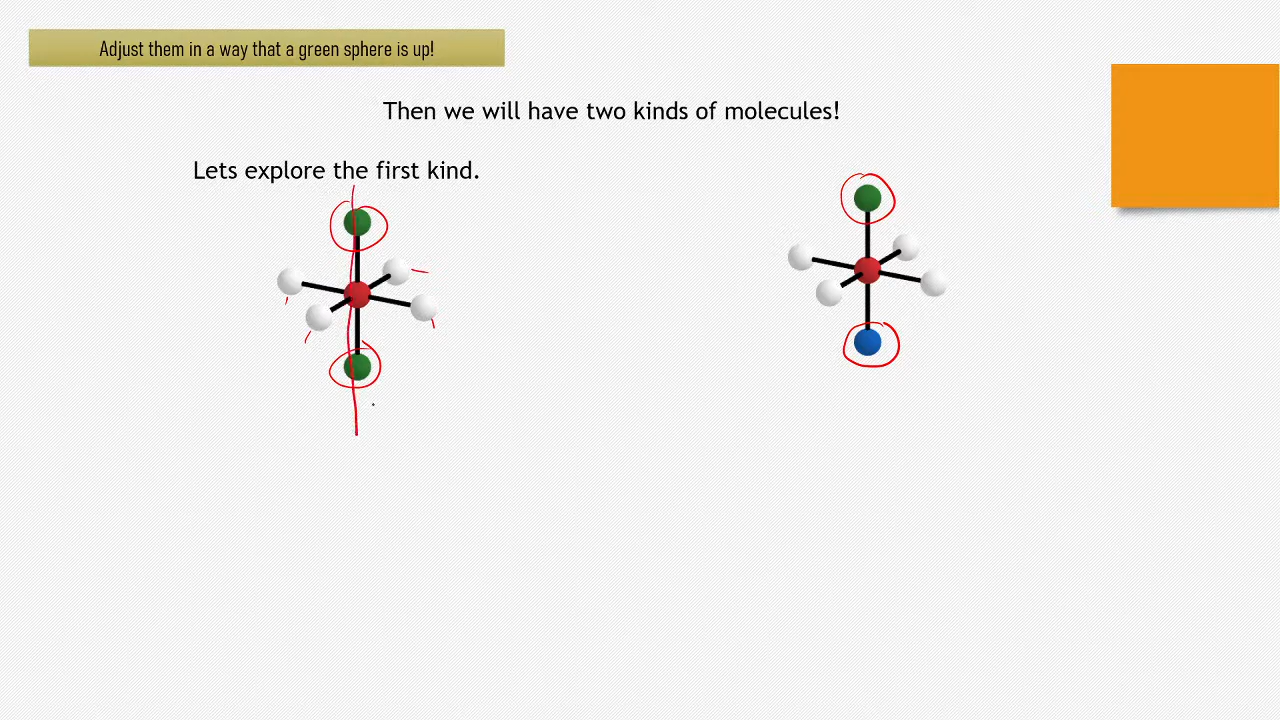 Adjust them in a way that a green sphere is up!
Then we will have two kinds of molecules!
Lets explore the first kind.